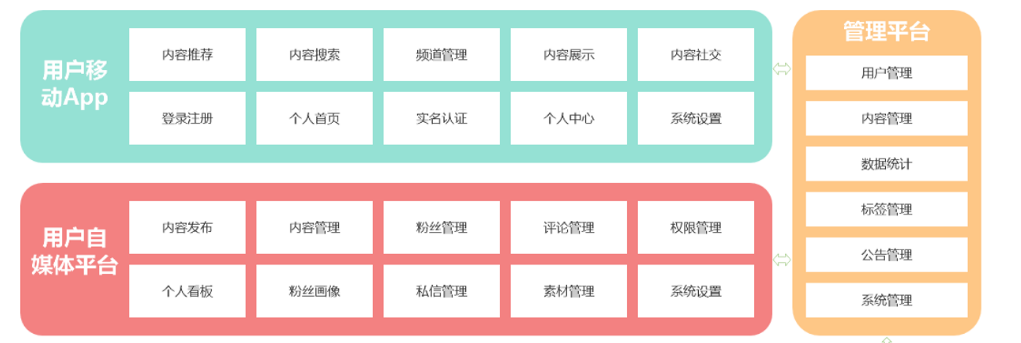 用户移
动App
内容推荐
内容搜索
频道管理
内容展示
内容社交
登录注册
个人首页
实名认证
个人中心
系统设置
用户自
媒体平台
内容发布
内容管理
粉丝管理
评论管理
权限管理
个人看板
粉丝画像
私信管理
素材管理
系统设置
管理平台
用户管理
内容管理
数据统计
标签管理
公告管理
系统管理